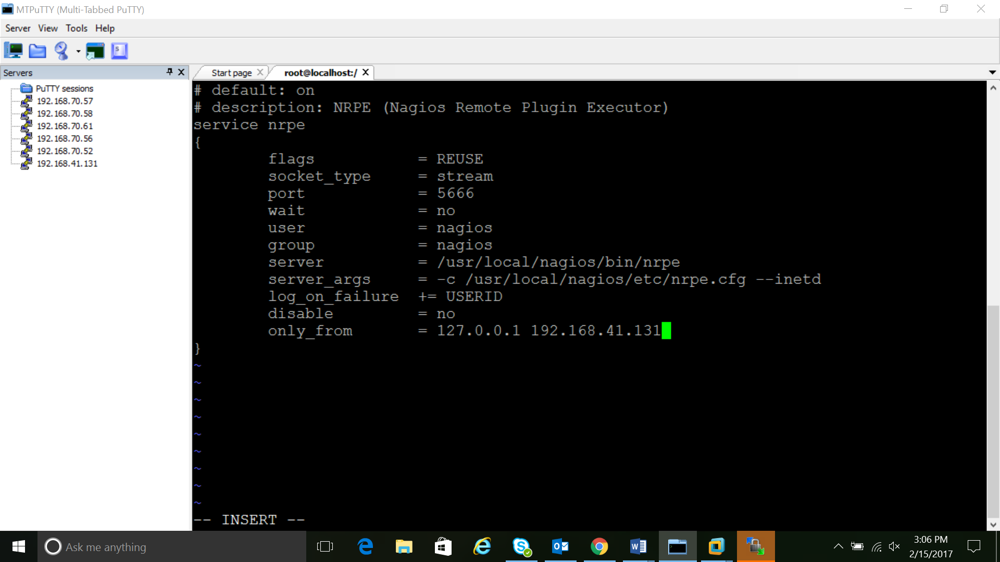 MTPuTTY (Multi-Tabbed PuTTY)
Server View Tools Help
Servers
PuTTY sessions
192.168.70.57
192.168.70.58
192.168.70.61
192.168.70.56
192.168.70.52
192.168.41.131
Start page root@localhost:/
# default: on
# description: NRPE (Nagios Remote Plugin Executor)
service nrpe
{
flags = REUSE
socket_type = stream
port = 5666
wait = no
user = nagios
group = nagios
server = /usr/local/nagios/bin/nrpe
server_args = -c /usr/local/nagios/etc/nrpe.cfg --inetd
log_on_failure += USERID
disable = no
only_from = 127.0.0.1 192.168.41.131
}
~
~
~
~
~
~
~
~
~
-- INSERT --
Ask me anything
3:06 PM
2/15/2017